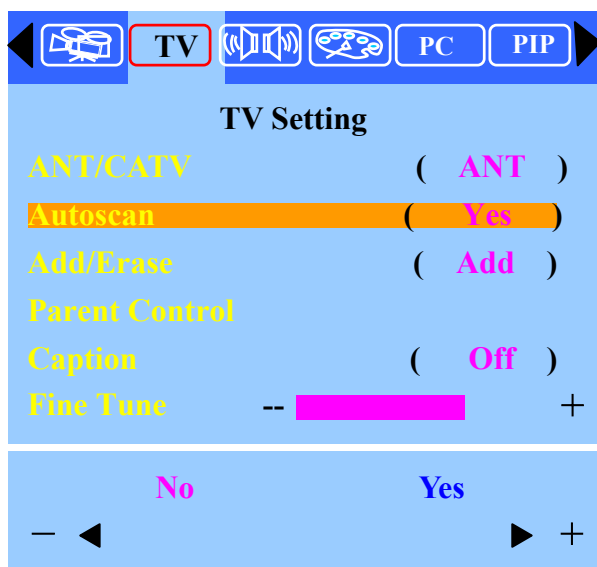 TV PC PIP
TV Setting
ANT/CATV ( ANT )
Autoscan ( Yes )
Add/Erase ( Add )
Parent Control
Caption ( Off )
Fine Tune -- +
No Yes
− +